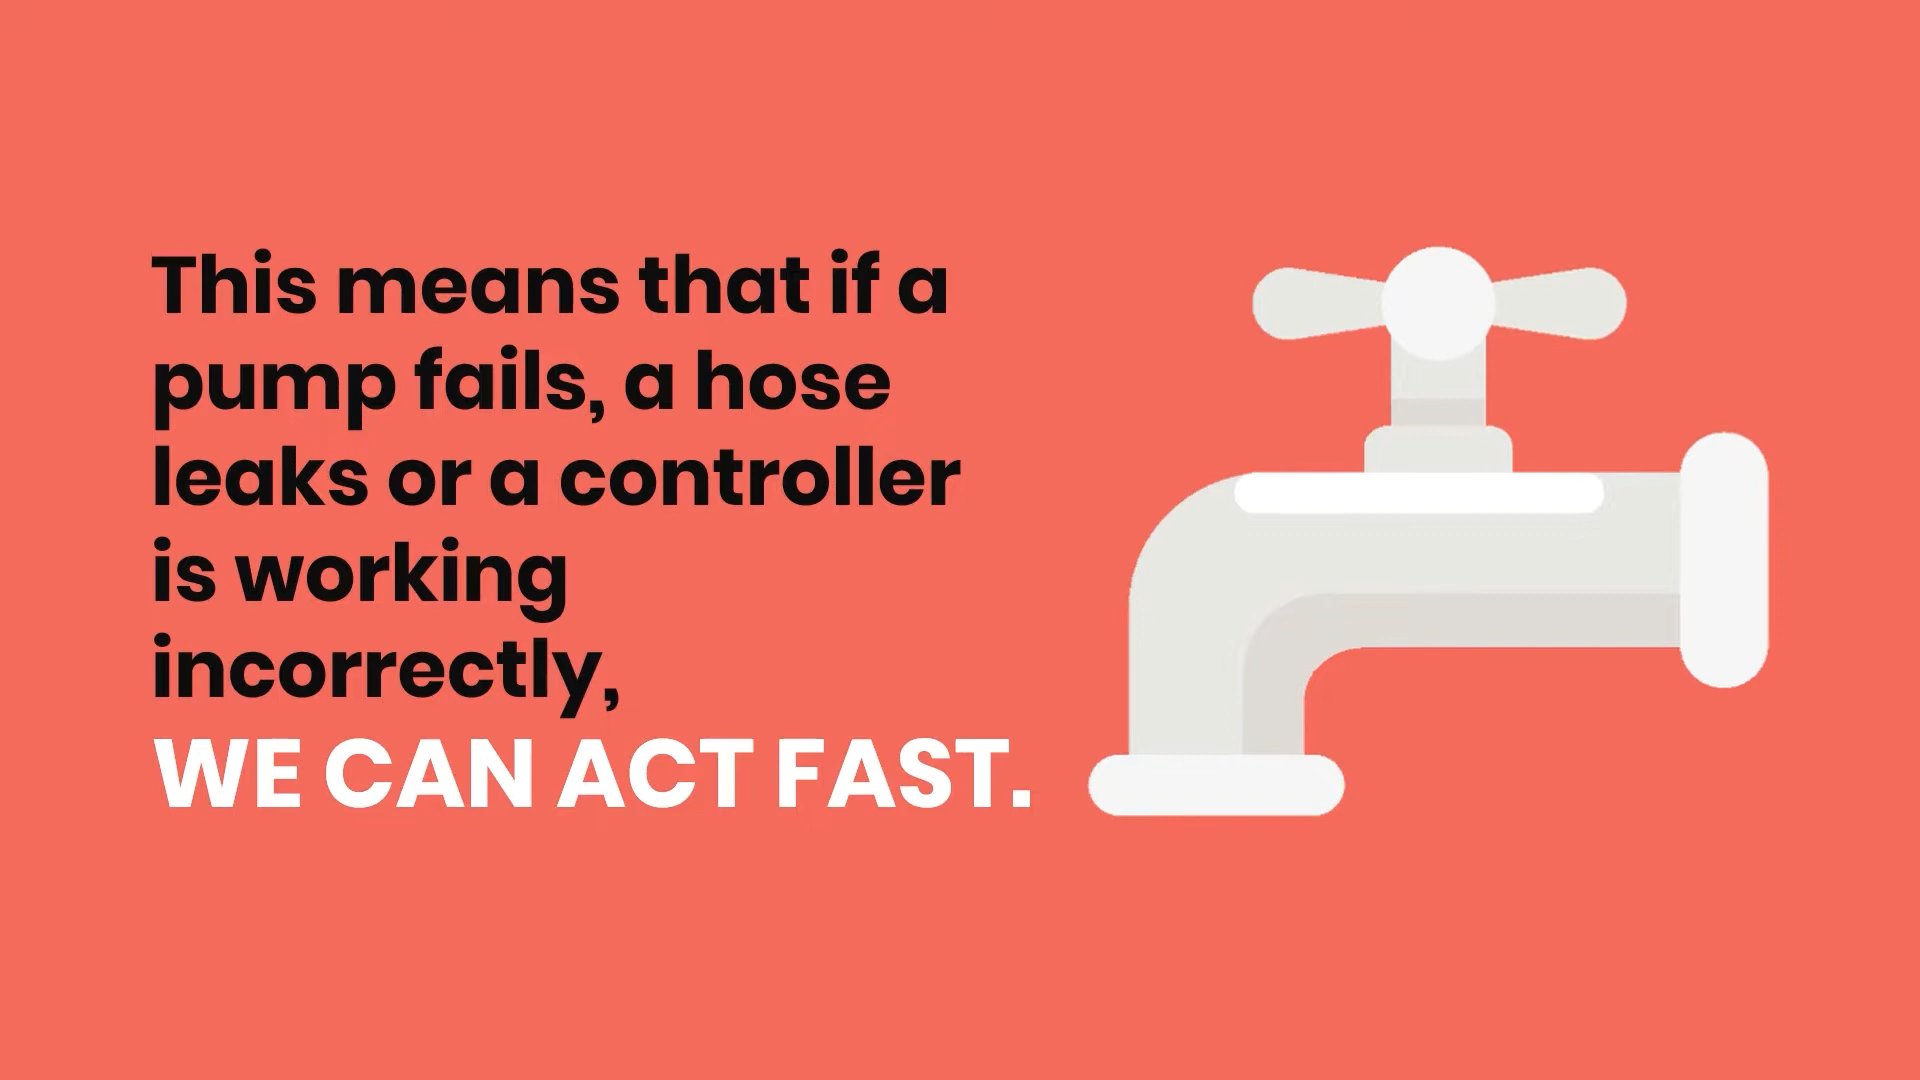 This means that if a
pump fails, a hose
leaks or a controller
is working
incorrectly,
WE CAN ACT FAST.